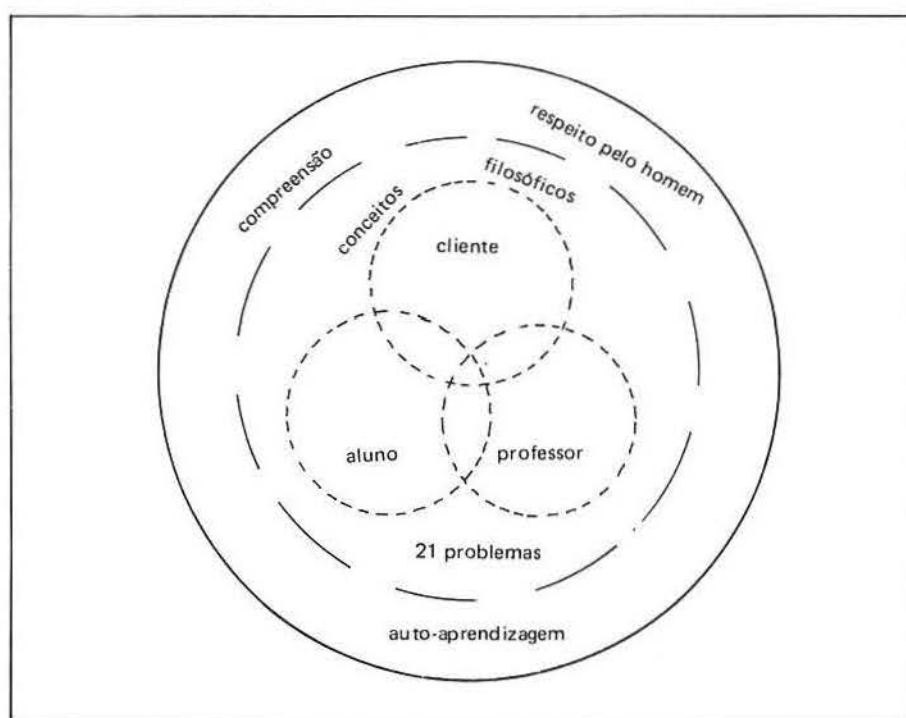 respeito pelo homem
compreensão
filosóficos
conceitos
cliente
aluno
professor
21 problemas
auto-aprendizagem